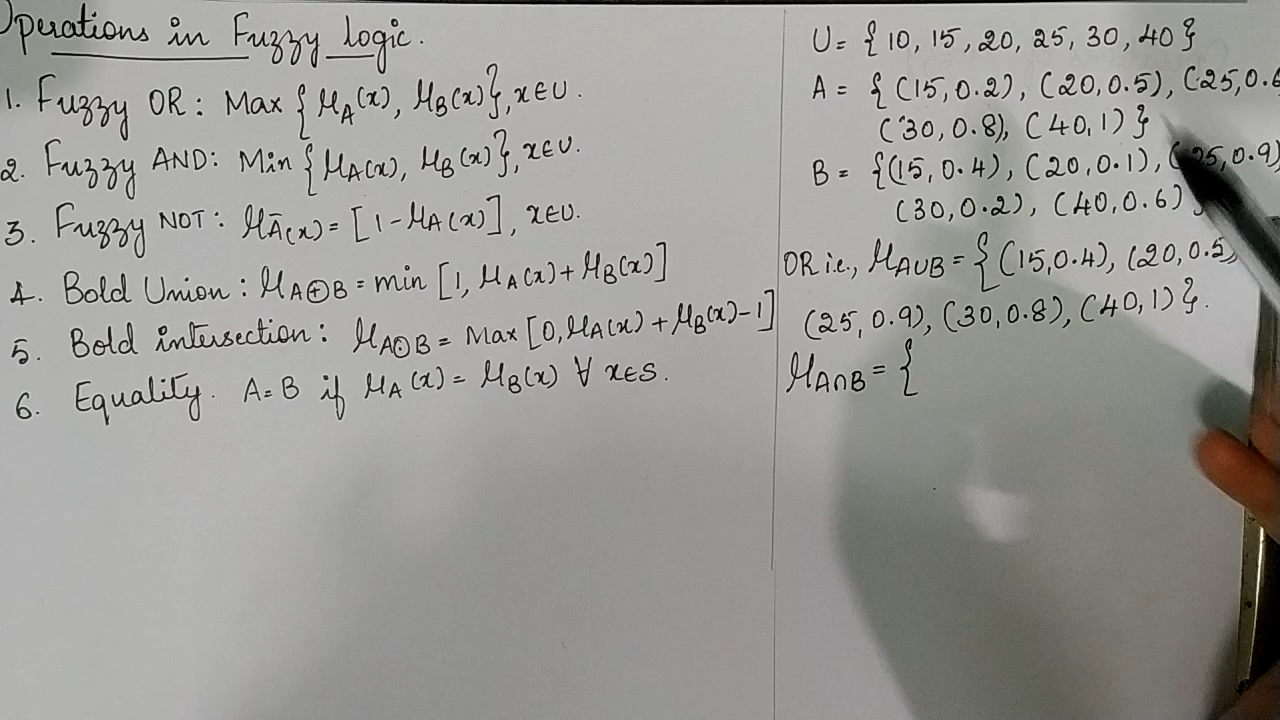 Operations in Fuzzy logic.
1. Fuzzy OR: Max { μA(x), μB(x)}, x∈U.
2. Fuzzy AND: Min {μA(x), μB(x)}, x∈U.
3. Fuzzy NOT: μĀ(x) = [1-μA(x)], x∈U.
4. Bold Union: μA⊕B = min [1, μA(x) + μB(x)]
5. Bold intersection: μA⊙B = Max [0, μA(x) + μB(x) - 1]
6. Equality. A=B if μA(x) = μB(x) ∀ x∈S.
U = { 10, 15, 20, 25, 30, 40 }
A = { (15, 0.2), (20, 0.5), (25, 0.6
(30, 0.8), (40, 1) }
B = {(15, 0.4), (20, 0.1), (25, 0.9)
(30, 0.2), (40, 0.6) }
OR i.e., μA∪B = { (15, 0.4), (20, 0.5)
(25, 0.9), (30, 0.8), (40, 1) }.
μA∩B = {